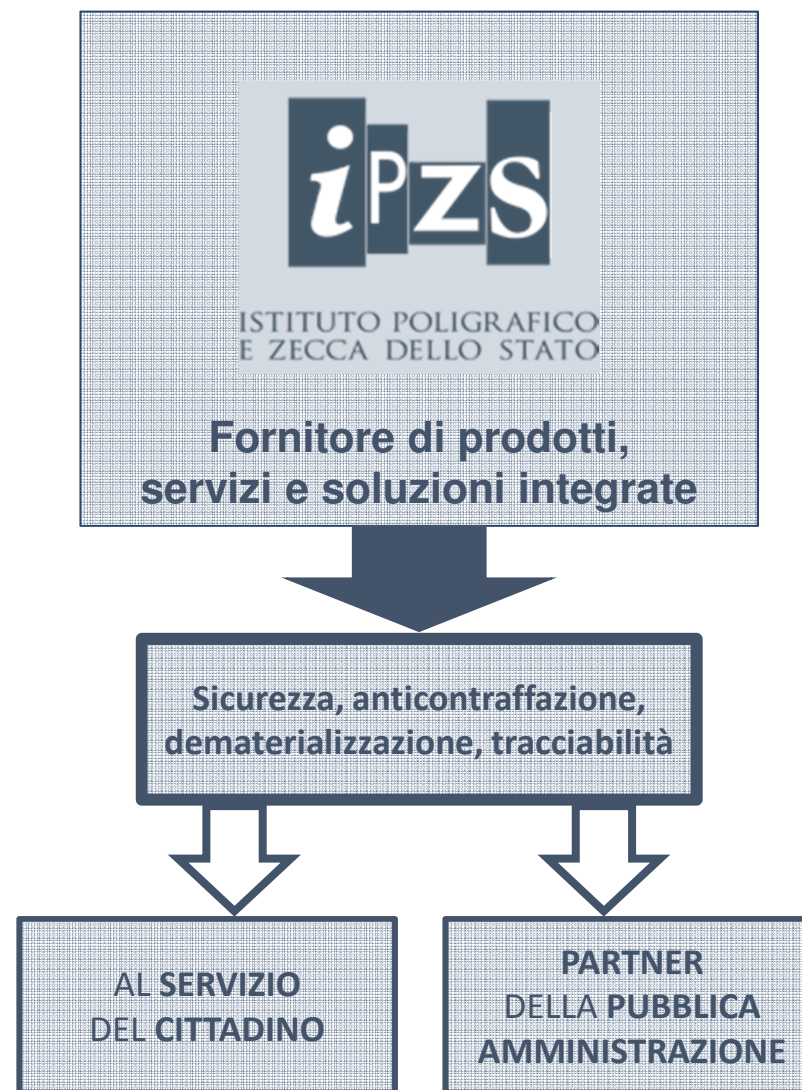 iPZS
ISTITUTO POLIGRAFICO
E ZECCA DELLO STATO
Fornitore di prodotti,
servizi e soluzioni integrate
Sicurezza, anticontraffazione,
dematerializzazione, tracciabilità
AL SERVIZIO
DEL CITTADINO
PARTNER
DELLA PUBBLICA
AMMINISTRAZIONE